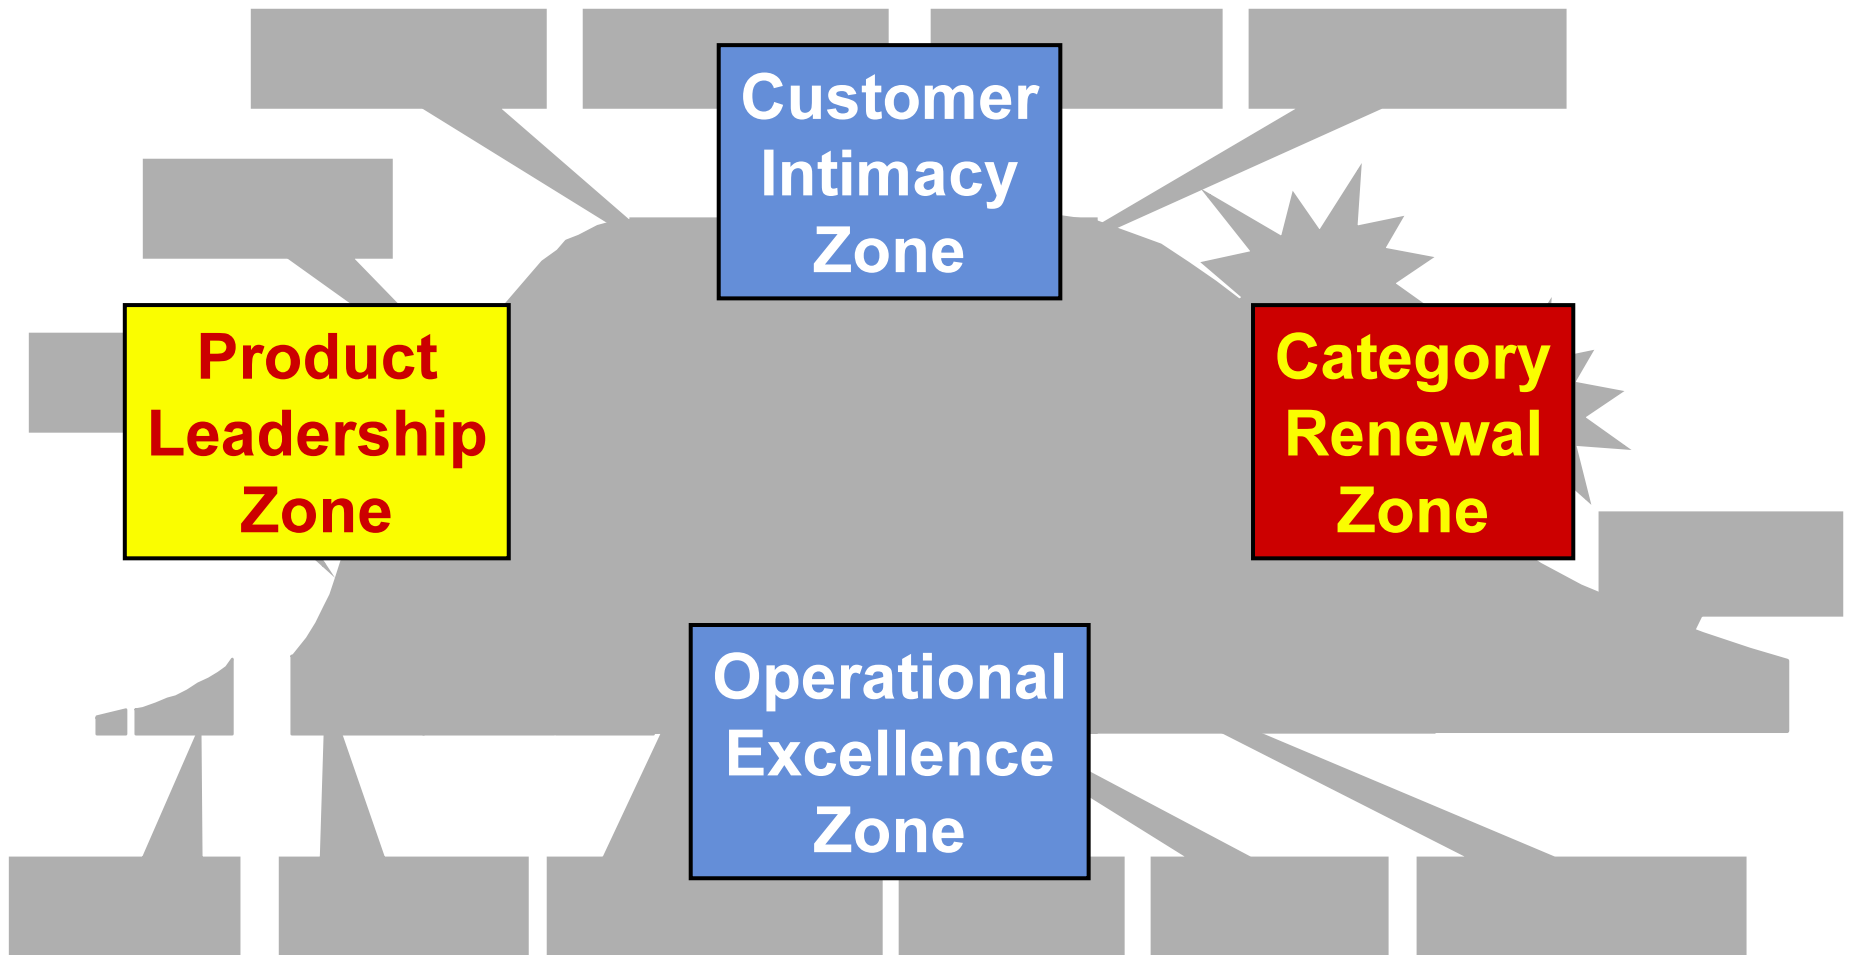 Customer
Intimacy
Zone
Product
Leadership
Zone
Category
Renewal
Zone
Operational
Excellence
Zone